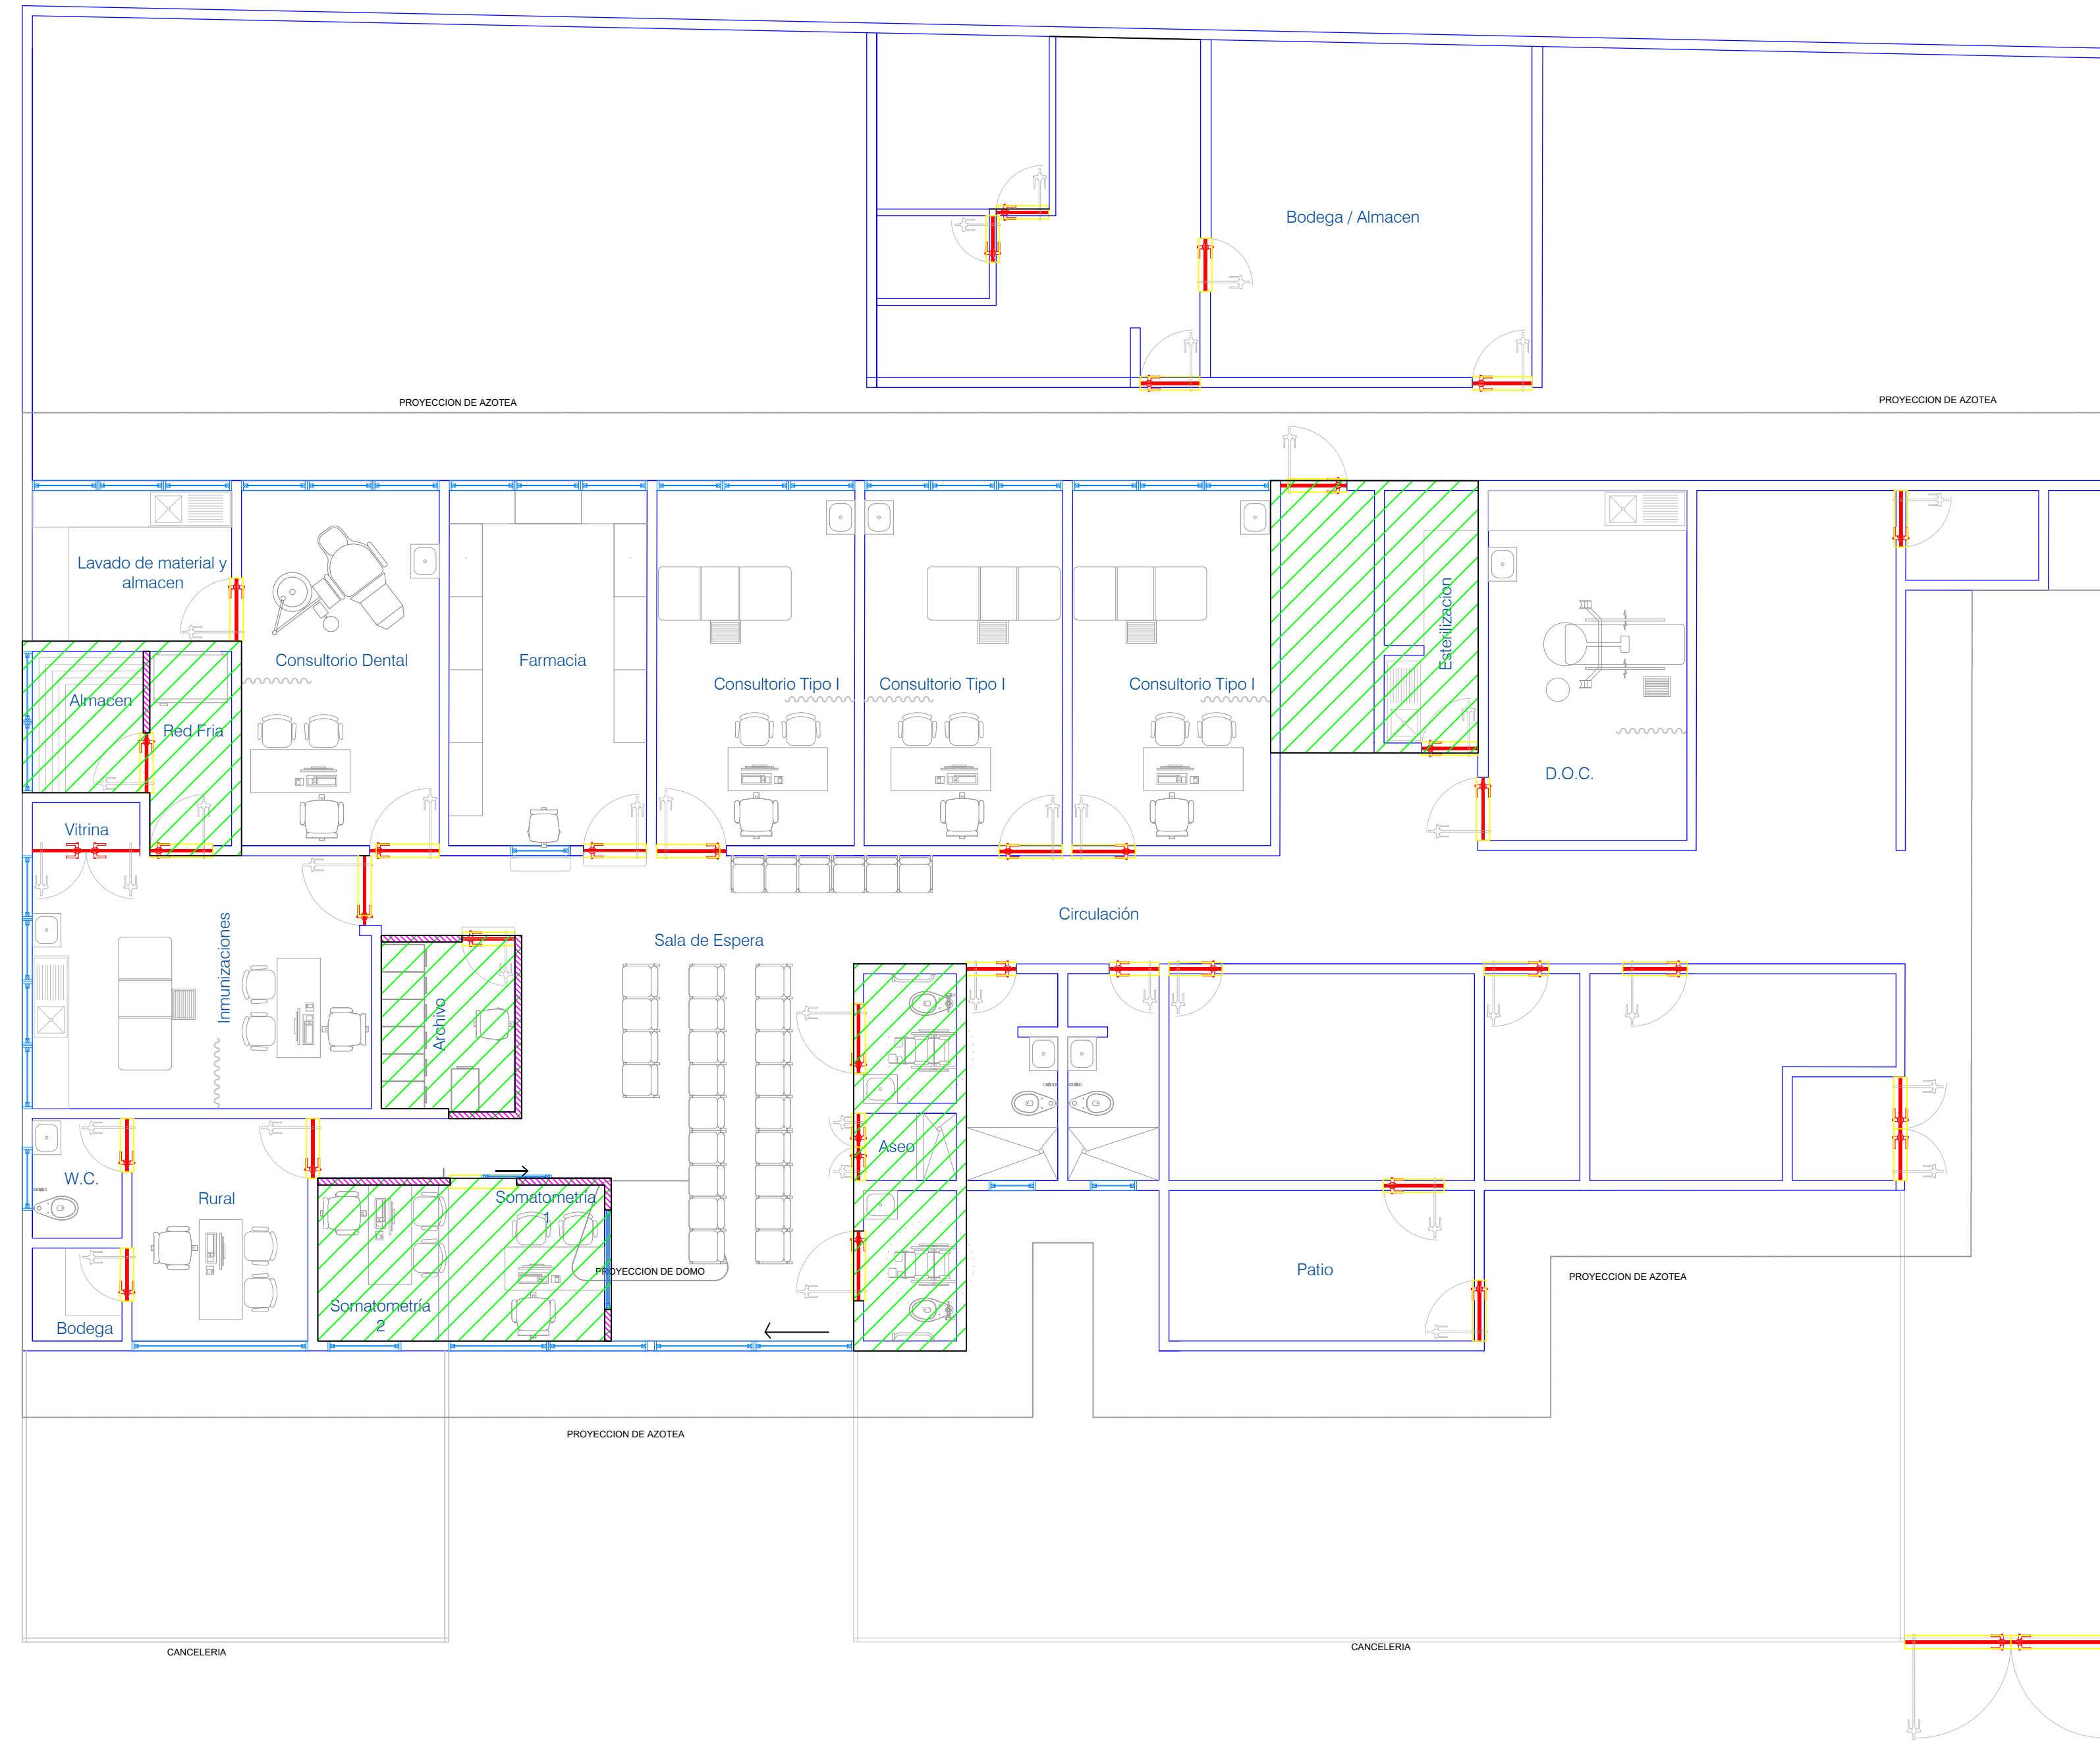 Bodega / Almacen
PROYECCION DE AZOTEA
PROYECCION DE AZOTEA
Lavado de material y
almacen
Consultorio Dental
Farmacia
Consultorio Tipo I
Consultorio Tipo I
Consultorio Tipo I
Esterilizacion
D.O.C.
Almacen
Red Fria
Vitrina
Inmunizaciones
Archivo
Sala de Espera
Circulación
Aseo
W.C.
Rural
Somatometria
1
PROYECCION DE DOMO
Somatometría
2
Bodega
Patio
PROYECCION DE AZOTEA
PROYECCION DE AZOTEA
CANCELERIA
CANCELERIA